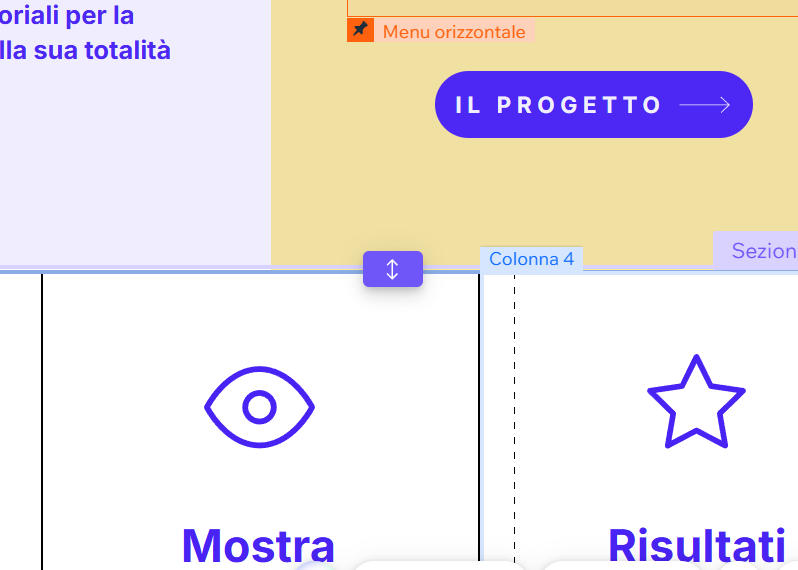 oriali per la
lla sua totalità
Menu orizzontale
IL PROGETTO
Colonna 4
Sezion
Mostra
Risultati